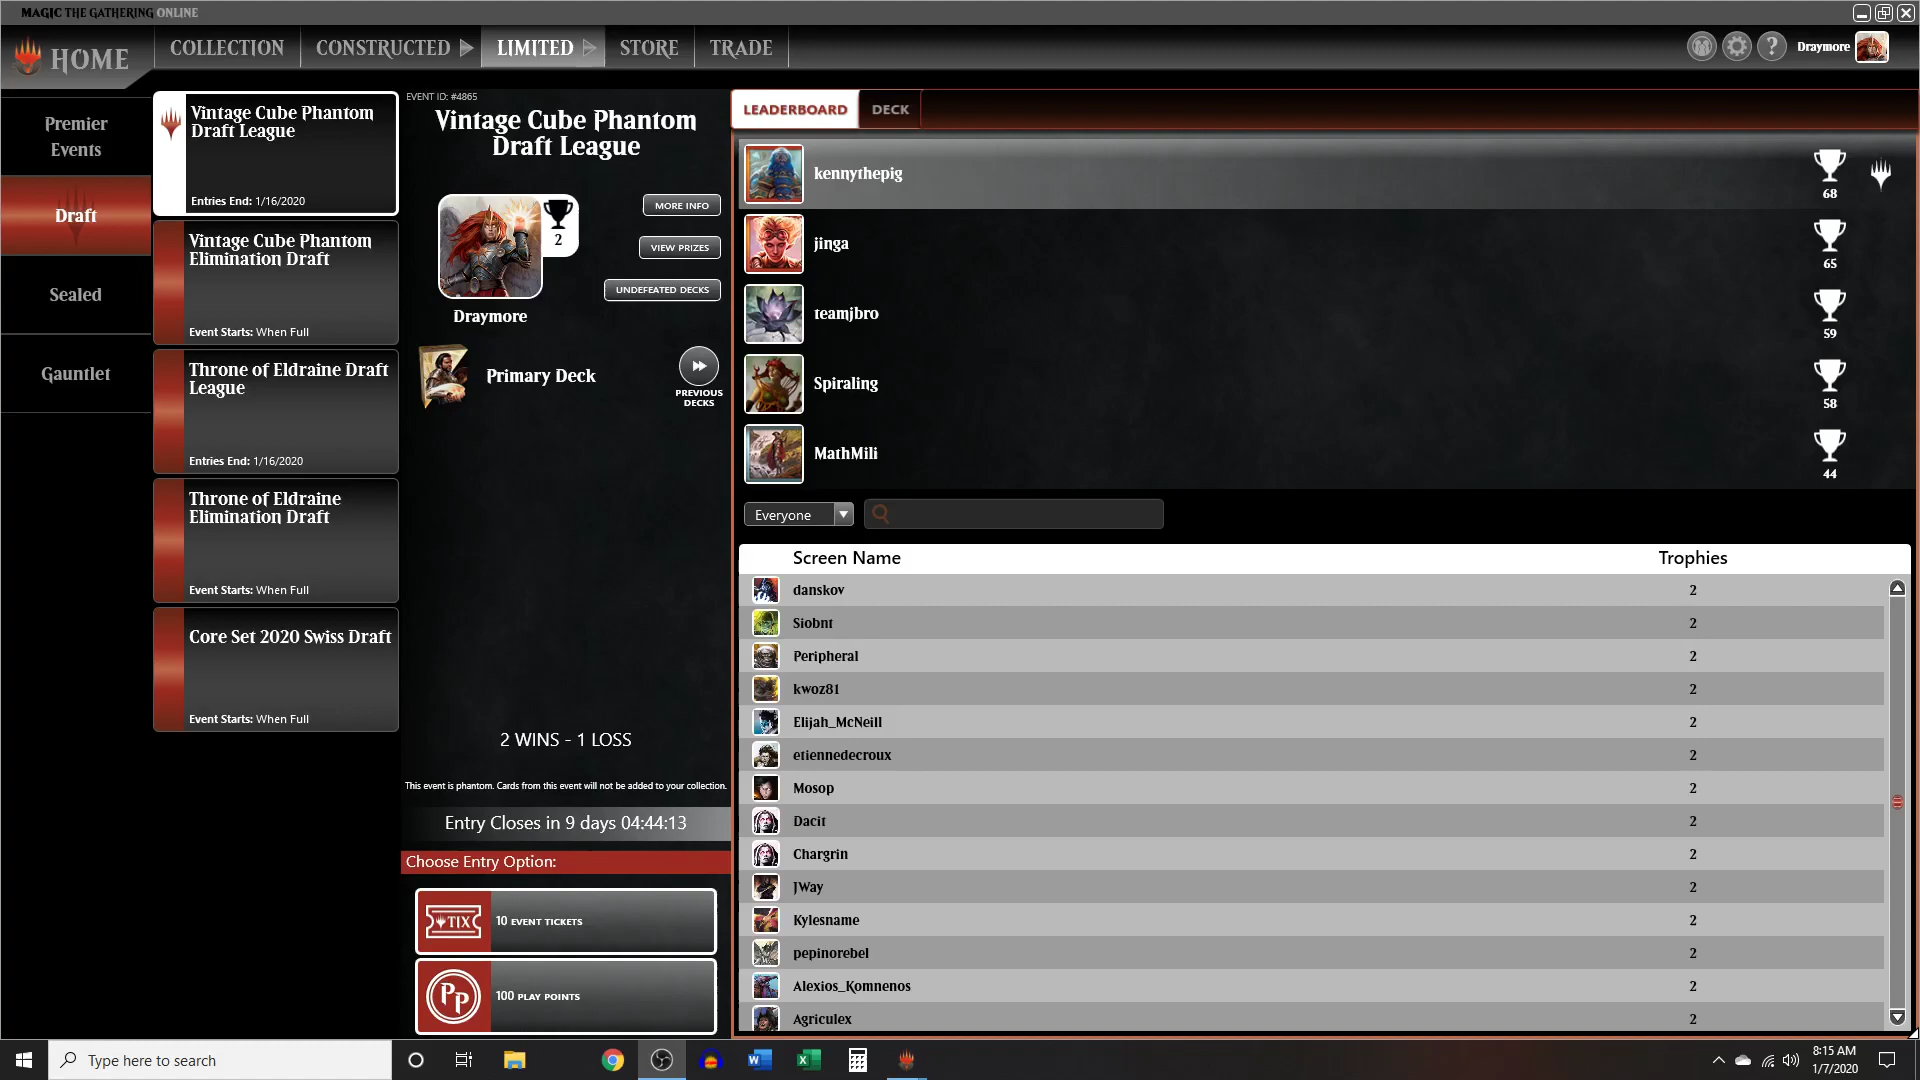 MAGIC THE GATHERING ONLINE
HOME
COLLECTION
CONSTRUCTED
LIMITED
STORE
TRADE
Draymore
Premier
Events
Draft
Sealed
Gauntlet
Vintage Cube Phantom
Draft League
Entries End: 1/16/2020
Vintage Cube Phantom
Elimination Draft
Event Starts: When Full
Throne of Eldraine Draft
League
Entries End: 1/16/2020
Throne of Eldraine
Elimination Draft
Event Starts: When Full
Core Set 2020 Swiss Draft
Event Starts: When Full
EVENT ID: #4865
Vintage Cube Phantom
Draft League
2
MORE INFO
VIEW PRIZES
UNDEFEATED DECKS
Draymore
Primary Deck
PREVIOUS
DECKS
2 WINS - 1 LOSS
This event is phantom. Cards from this event will not be added to your collection.
Entry Closes in 9 days 04:44:13
Choose Entry Option:
TIX
10 EVENT TICKETS
PP
100 PLAY POINTS
LEADERBOARD
DECK
kennythepig
68
jinga
65
teamjbro
59
Spiraling
58
MathMili
44
Everyone
Screen Name Trophies
danskov 2
Siobnt 2
Peripheral 2
kwoz81 2
Elijah_McNeill 2
etiennedecroux 2
Mosop 2
Dacit 2
Chargrin 2
JWay 2
Kylesname 2
pepinorebel 2
Alexios_Komnenos 2
Agriculex 2
Type here to search
8:15 AM
1/7/2020